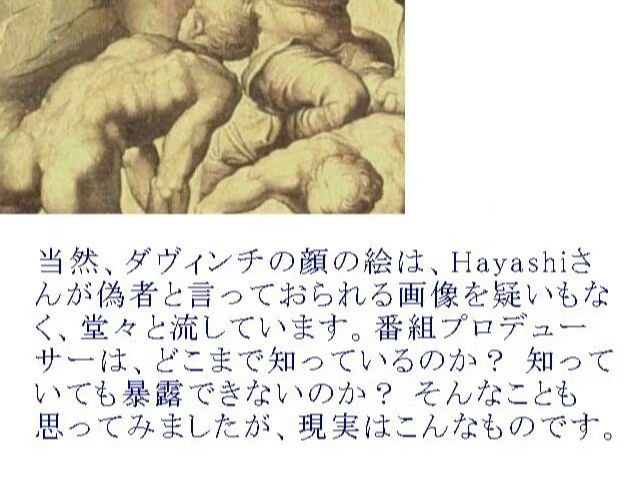 当然、ダヴィンチの顔の絵は、Hayashiさ
んが偽者と言っておられる画像を疑いもな
く、堂々と流しています。番組プロデュー
サーは、どこまで知っているのか？ 知って
いても暴露できないのか？ そんなことも
思ってみましたが、現実はこんなものです。